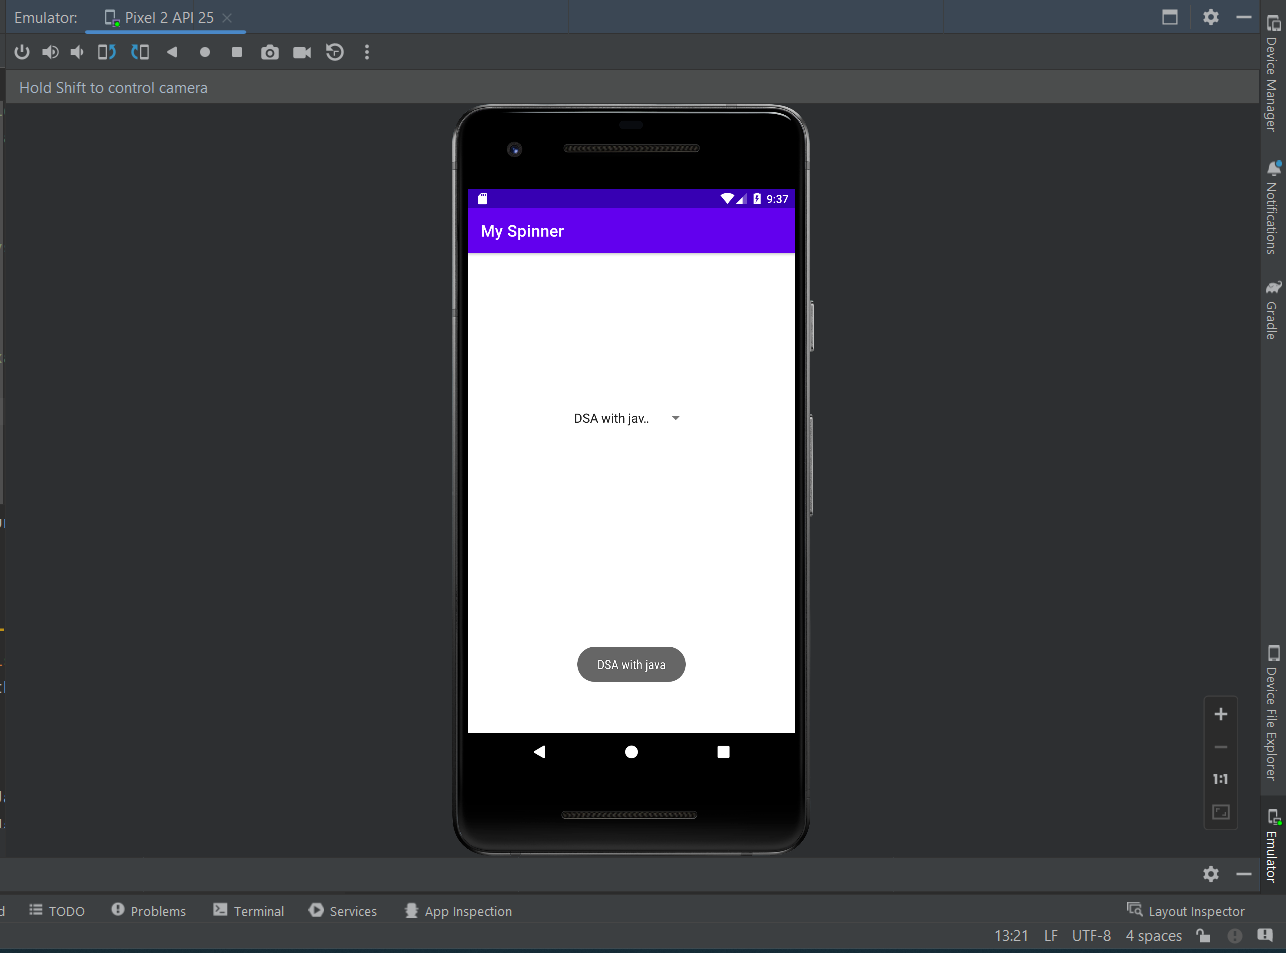 Emulator: Pixel 2 API 25
Hold Shift to control camera
9:37
My Spinner
DSA with jav..
DSA with java
1:1
Device Manager
Notifications
Gradle
Device File Explorer
Emulator
TODO Problems Terminal Services App Inspection Layout Inspector
13:21 LF UTF-8 4 spaces